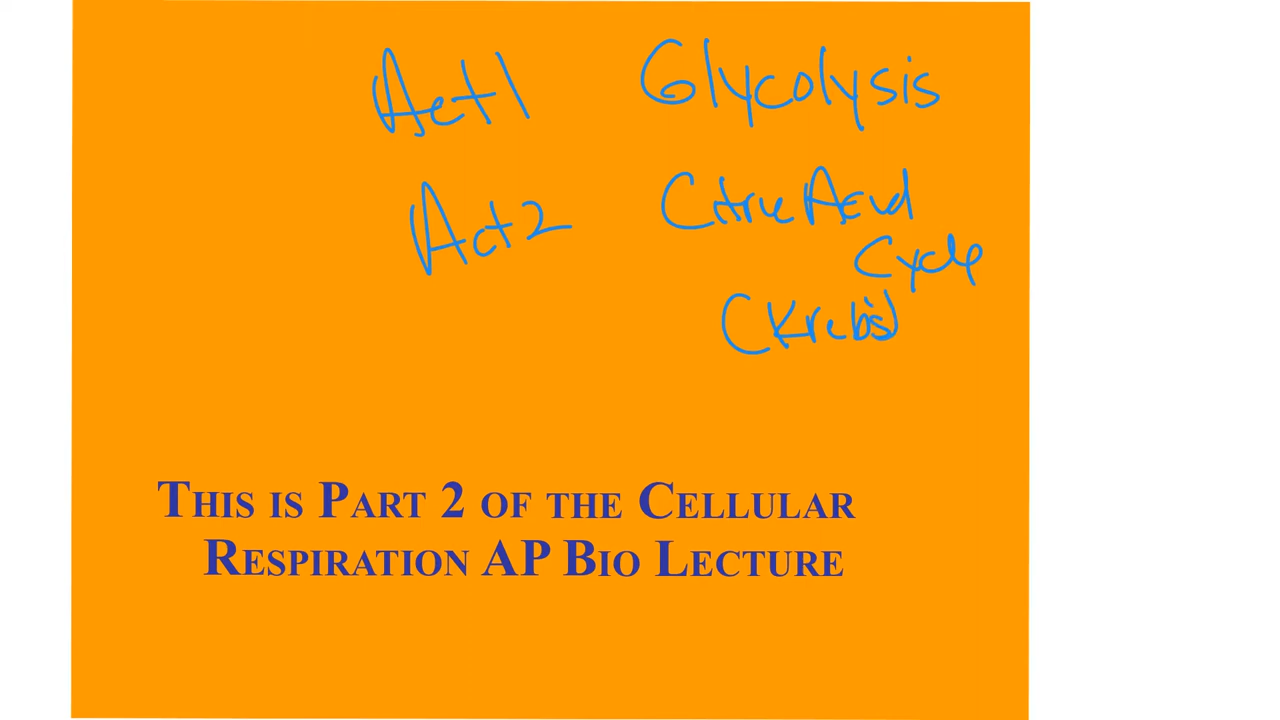 Act 1 Glycolysis
Act 2 Citric Acid
Cycle
(Krebs)
THIS IS PART 2 OF THE CELLULAR
RESPIRATION AP BIO LECTURE